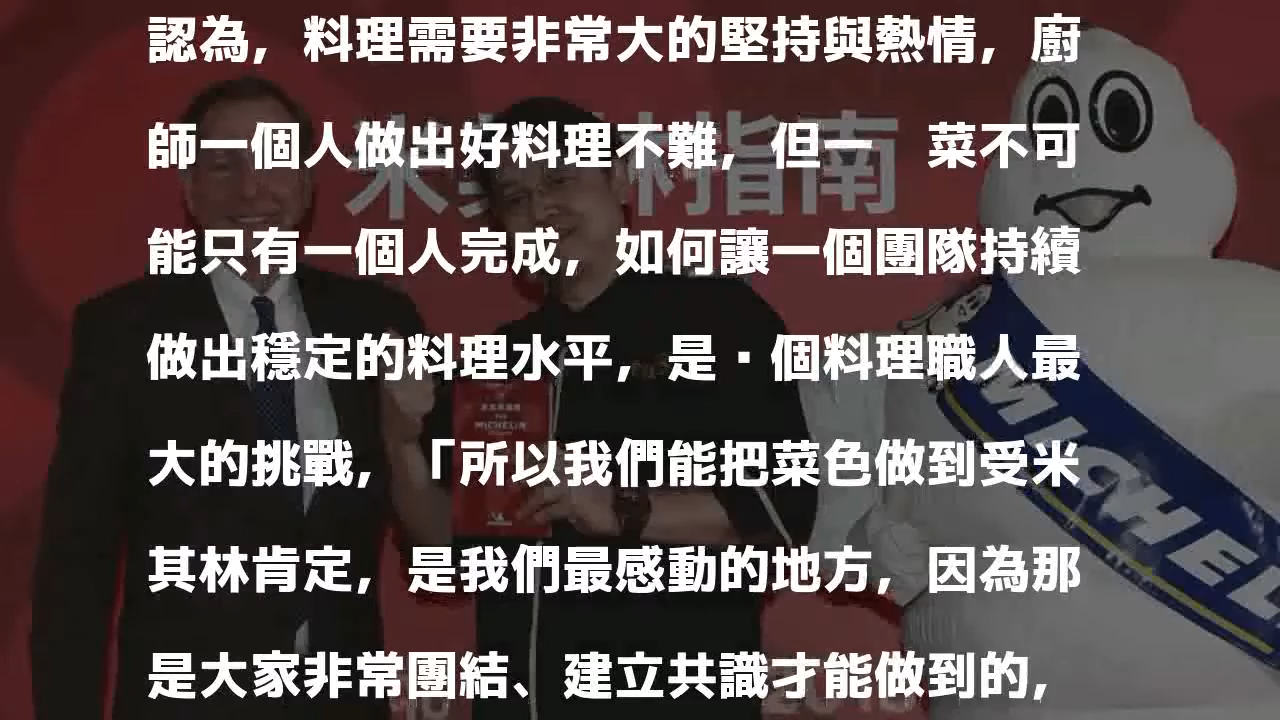 認為，料理需要非常大的堅持與熱情，廚
師一個人做出好料理不難，但一　菜不可
能只有一個人完成，如何讓一個團隊持續
做出穩定的料理水平，是▪個料理職人最
大的挑戰，「所以我們能把菜色做到受米
其林肯定，是我們最感動的地方，因為那
是大家非常團結、建立共識才能做到的，
指南
MICHELIN
MICHEL